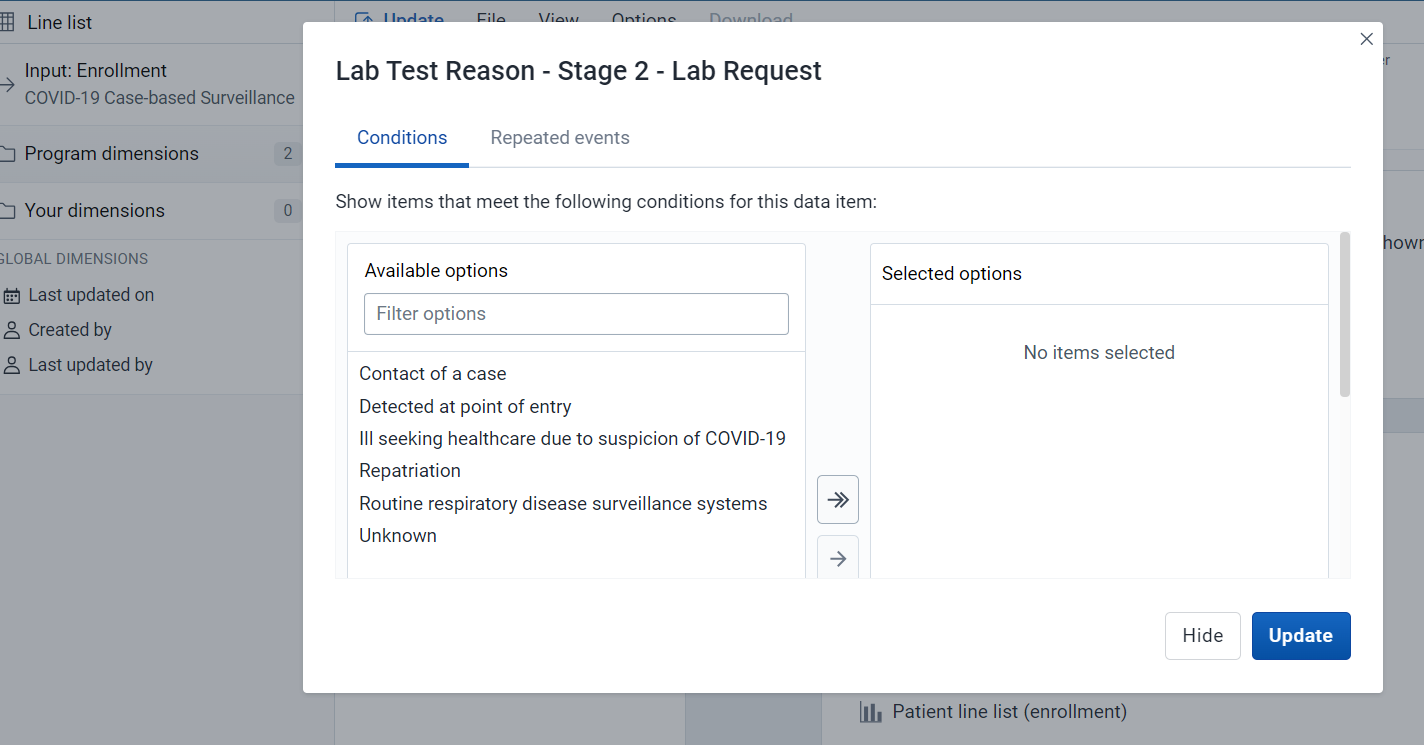 Line list
Update File View Options Download
Input: Enrollment
COVID-19 Case-based Surveillance
Program dimensions 2
Your dimensions 0
GLOBAL DIMENSIONS
Last updated on
Created by
Last updated by
Lab Test Reason - Stage 2 - Lab Request
Conditions Repeated events
Show items that meet the following conditions for this data item:
Available options
Filter options
Contact of a case
Detected at point of entry
Ill seeking healthcare due to suspicion of COVID-19
Repatriation
Routine respiratory disease surveillance systems
Unknown
Selected options
No items selected
Hide Update
Patient line list (enrollment)